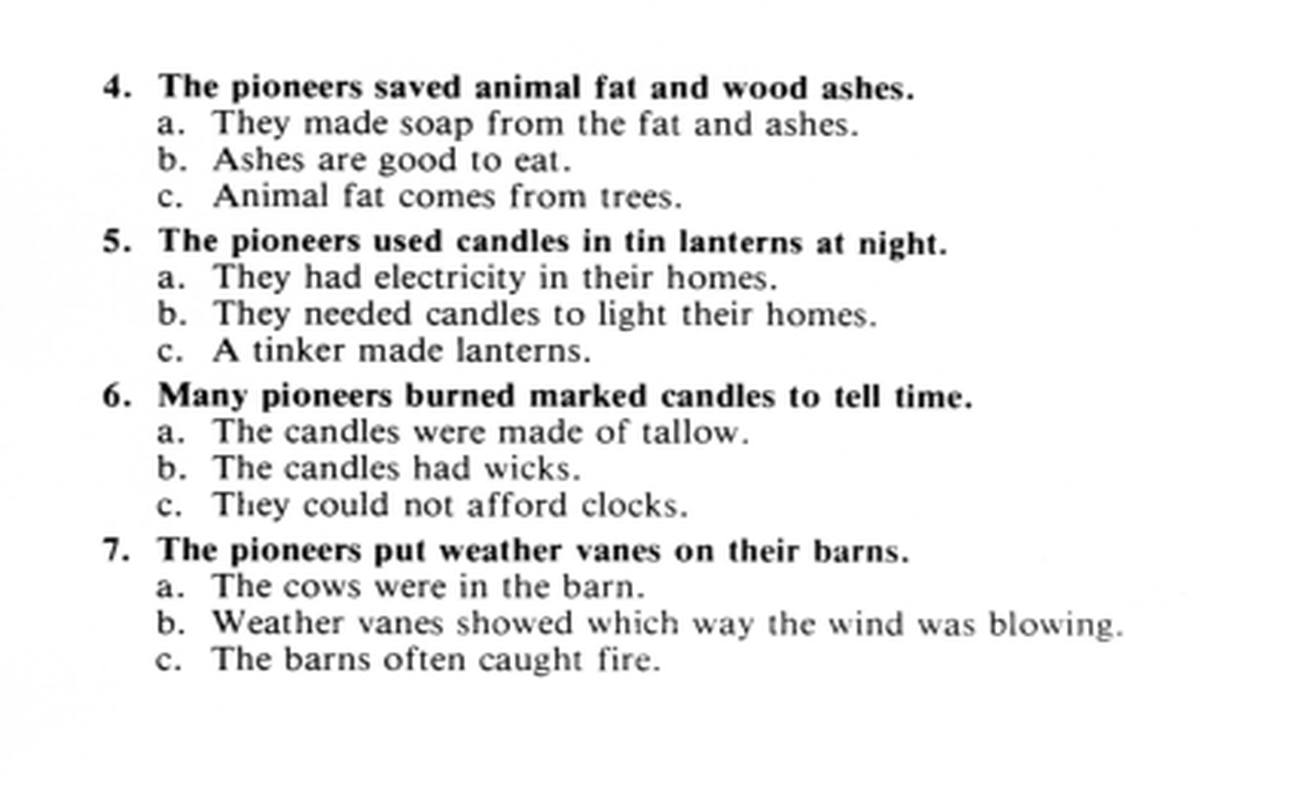 4. The pioneers saved animal fat and wood ashes.
a. They made soap from the fat and ashes.
b. Ashes are good to eat.
c. Animal fat comes from trees.
5. The pioneers used candles in tin lanterns at night.
a. They had electricity in their homes.
b. They needed candles to light their homes.
c. A tinker made lanterns.
6. Many pioneers burned marked candles to tell time.
a. The candles were made of tallow.
b. The candles had wicks.
c. They could not afford clocks.
7. The pioneers put weather vanes on their barns.
a. The cows were in the barn.
b. Weather vanes showed which way the wind was blowing.
c. The barns often caught fire.